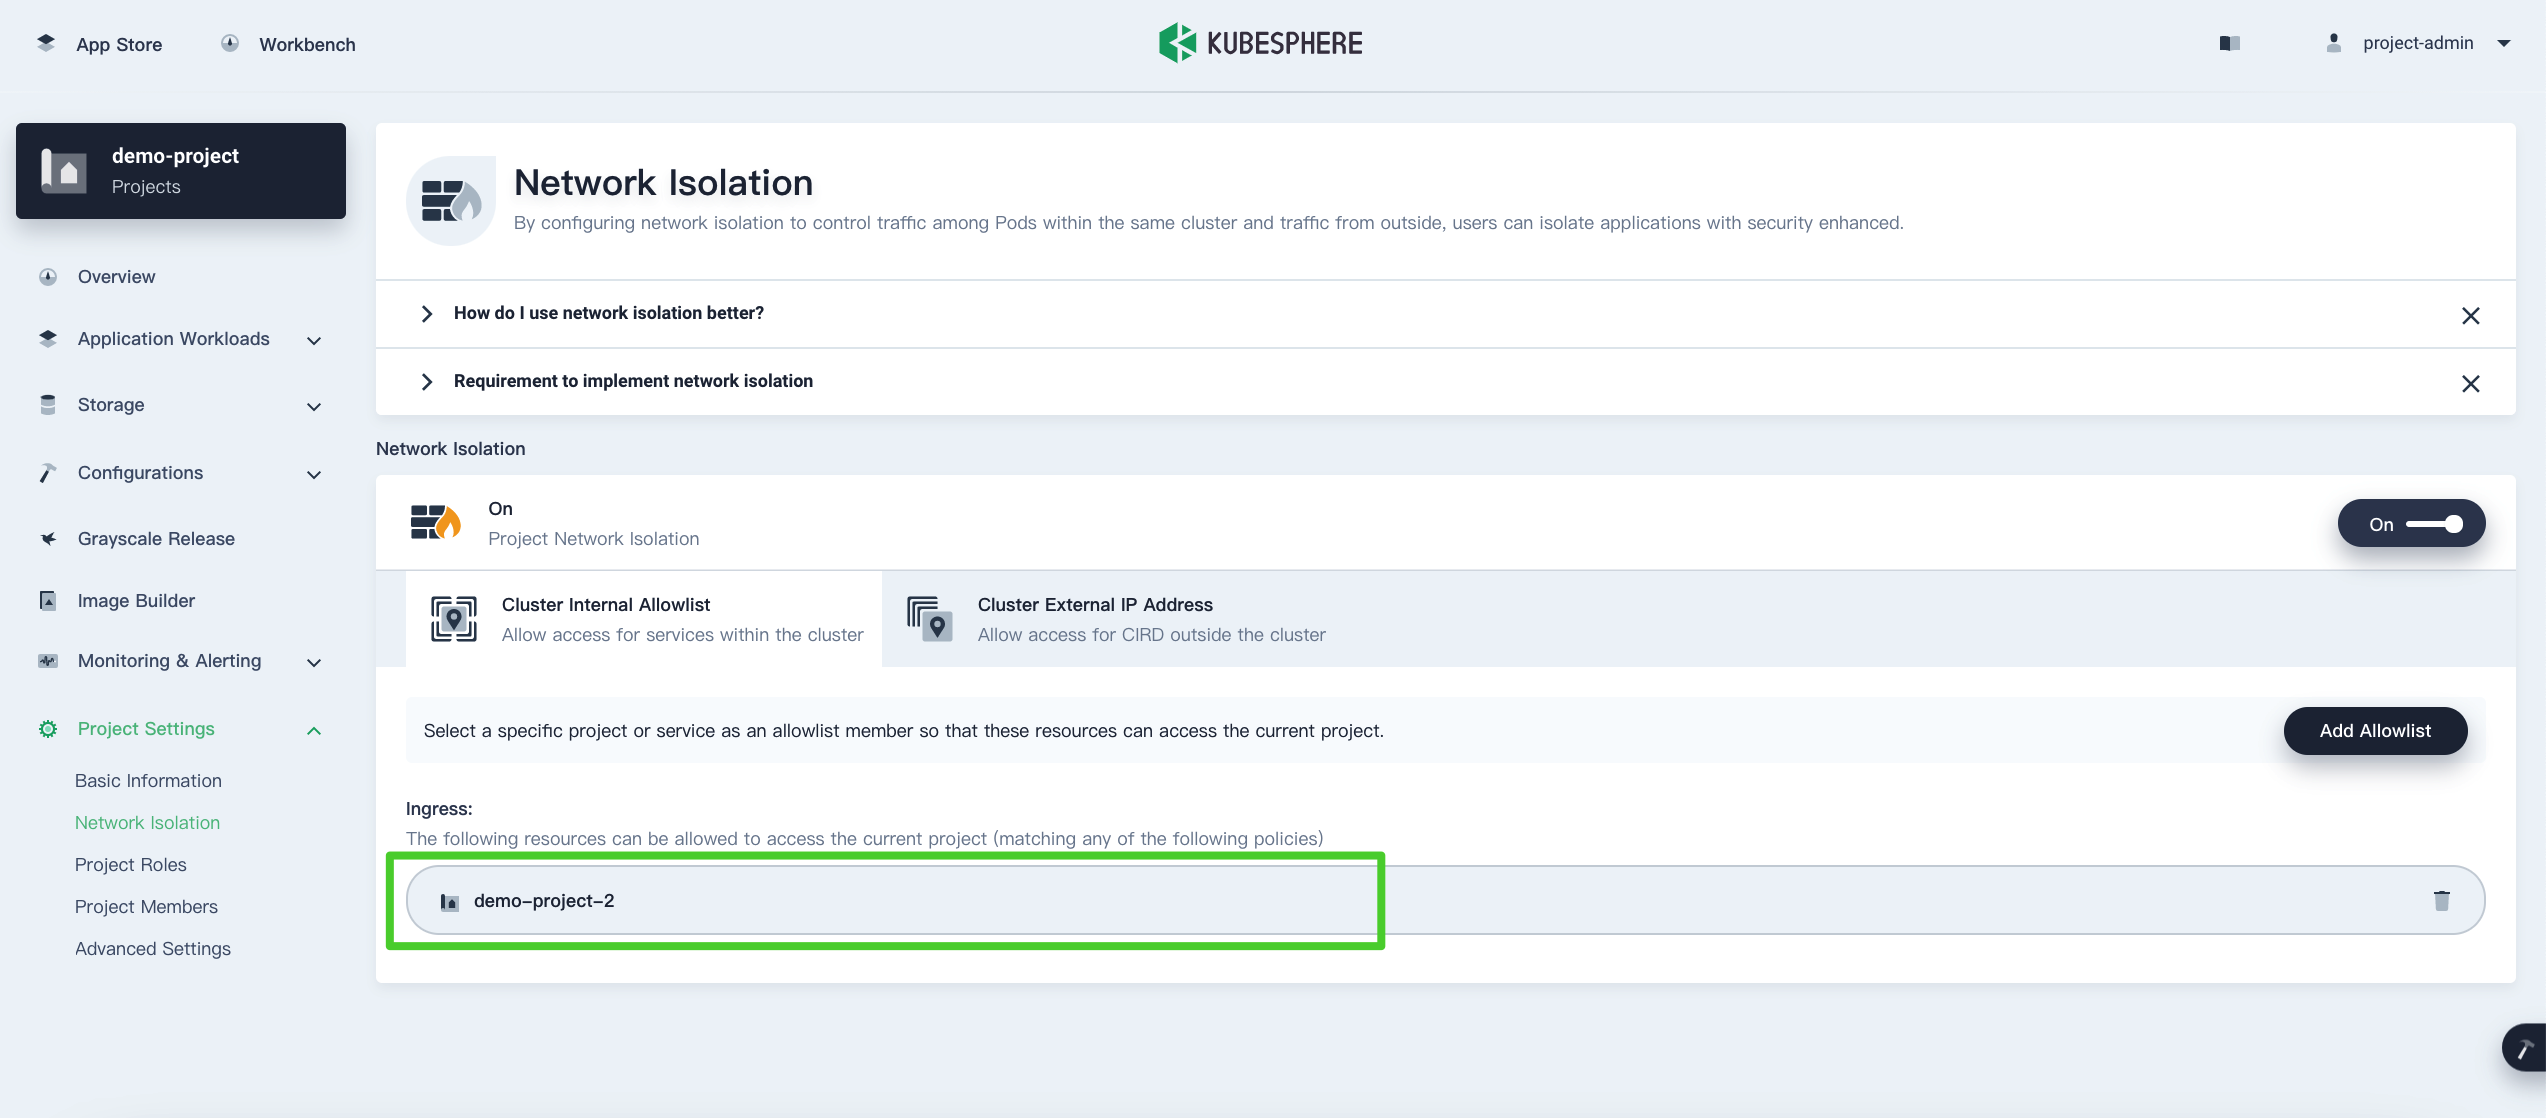 App Store
Workbench
KUBESPHERE
project-admin
demo-project
Projects
Overview
Application Workloads
Storage
Configurations
Grayscale Release
Image Builder
Monitoring & Alerting
Project Settings
Basic Information
Network Isolation
Project Roles
Project Members
Advanced Settings
Network Isolation
By configuring network isolation to control traffic among Pods within the same cluster and traffic from outside, users can isolate applications with security enhanced.
How do I use network isolation better?
Requirement to implement network isolation
Network Isolation
On
Project Network Isolation
On
Cluster Internal Allowlist
Allow access for services within the cluster
Cluster External IP Address
Allow access for CIRD outside the cluster
Select a specific project or service as an allowlist member so that these resources can access the current project.
Add Allowlist
Ingress:
The following resources can be allowed to access the current project (matching any of the following policies)
demo-project-2